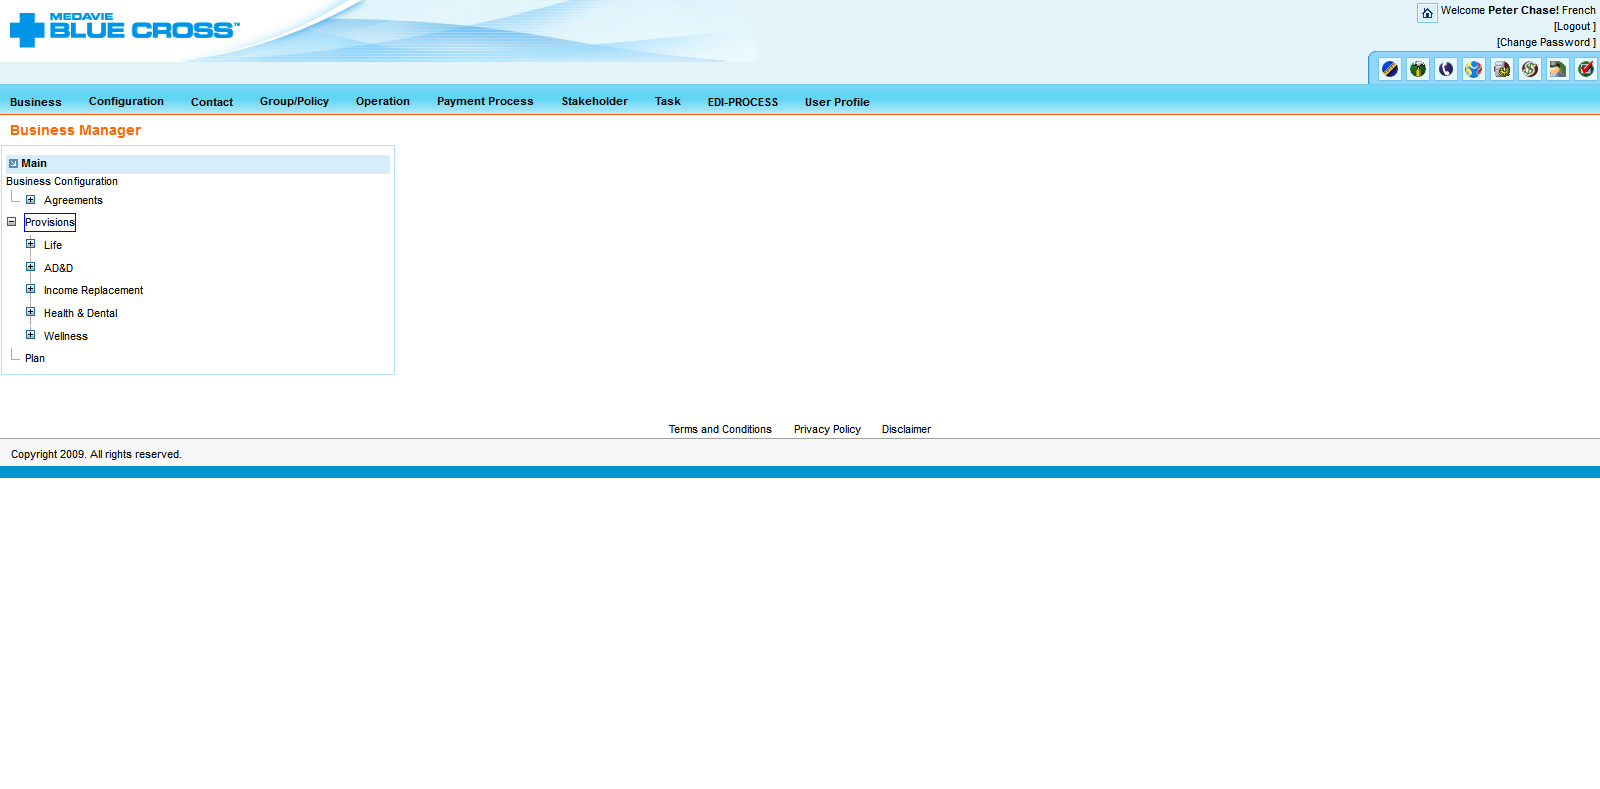 MEDAVIE
BLUE CROSS™
Welcome Peter Chase! French
[Logout ]
[Change Password ]
Business Configuration Contact Group/Policy Operation Payment Process Stakeholder Task EDI-PROCESS User Profile
Business Manager
Main
Business Configuration
Agreements
Provisions
Life
AD&D
Income Replacement
Health & Dental
Wellness
Plan
Terms and Conditions Privacy Policy Disclaimer
Copyright 2009. All rights reserved.